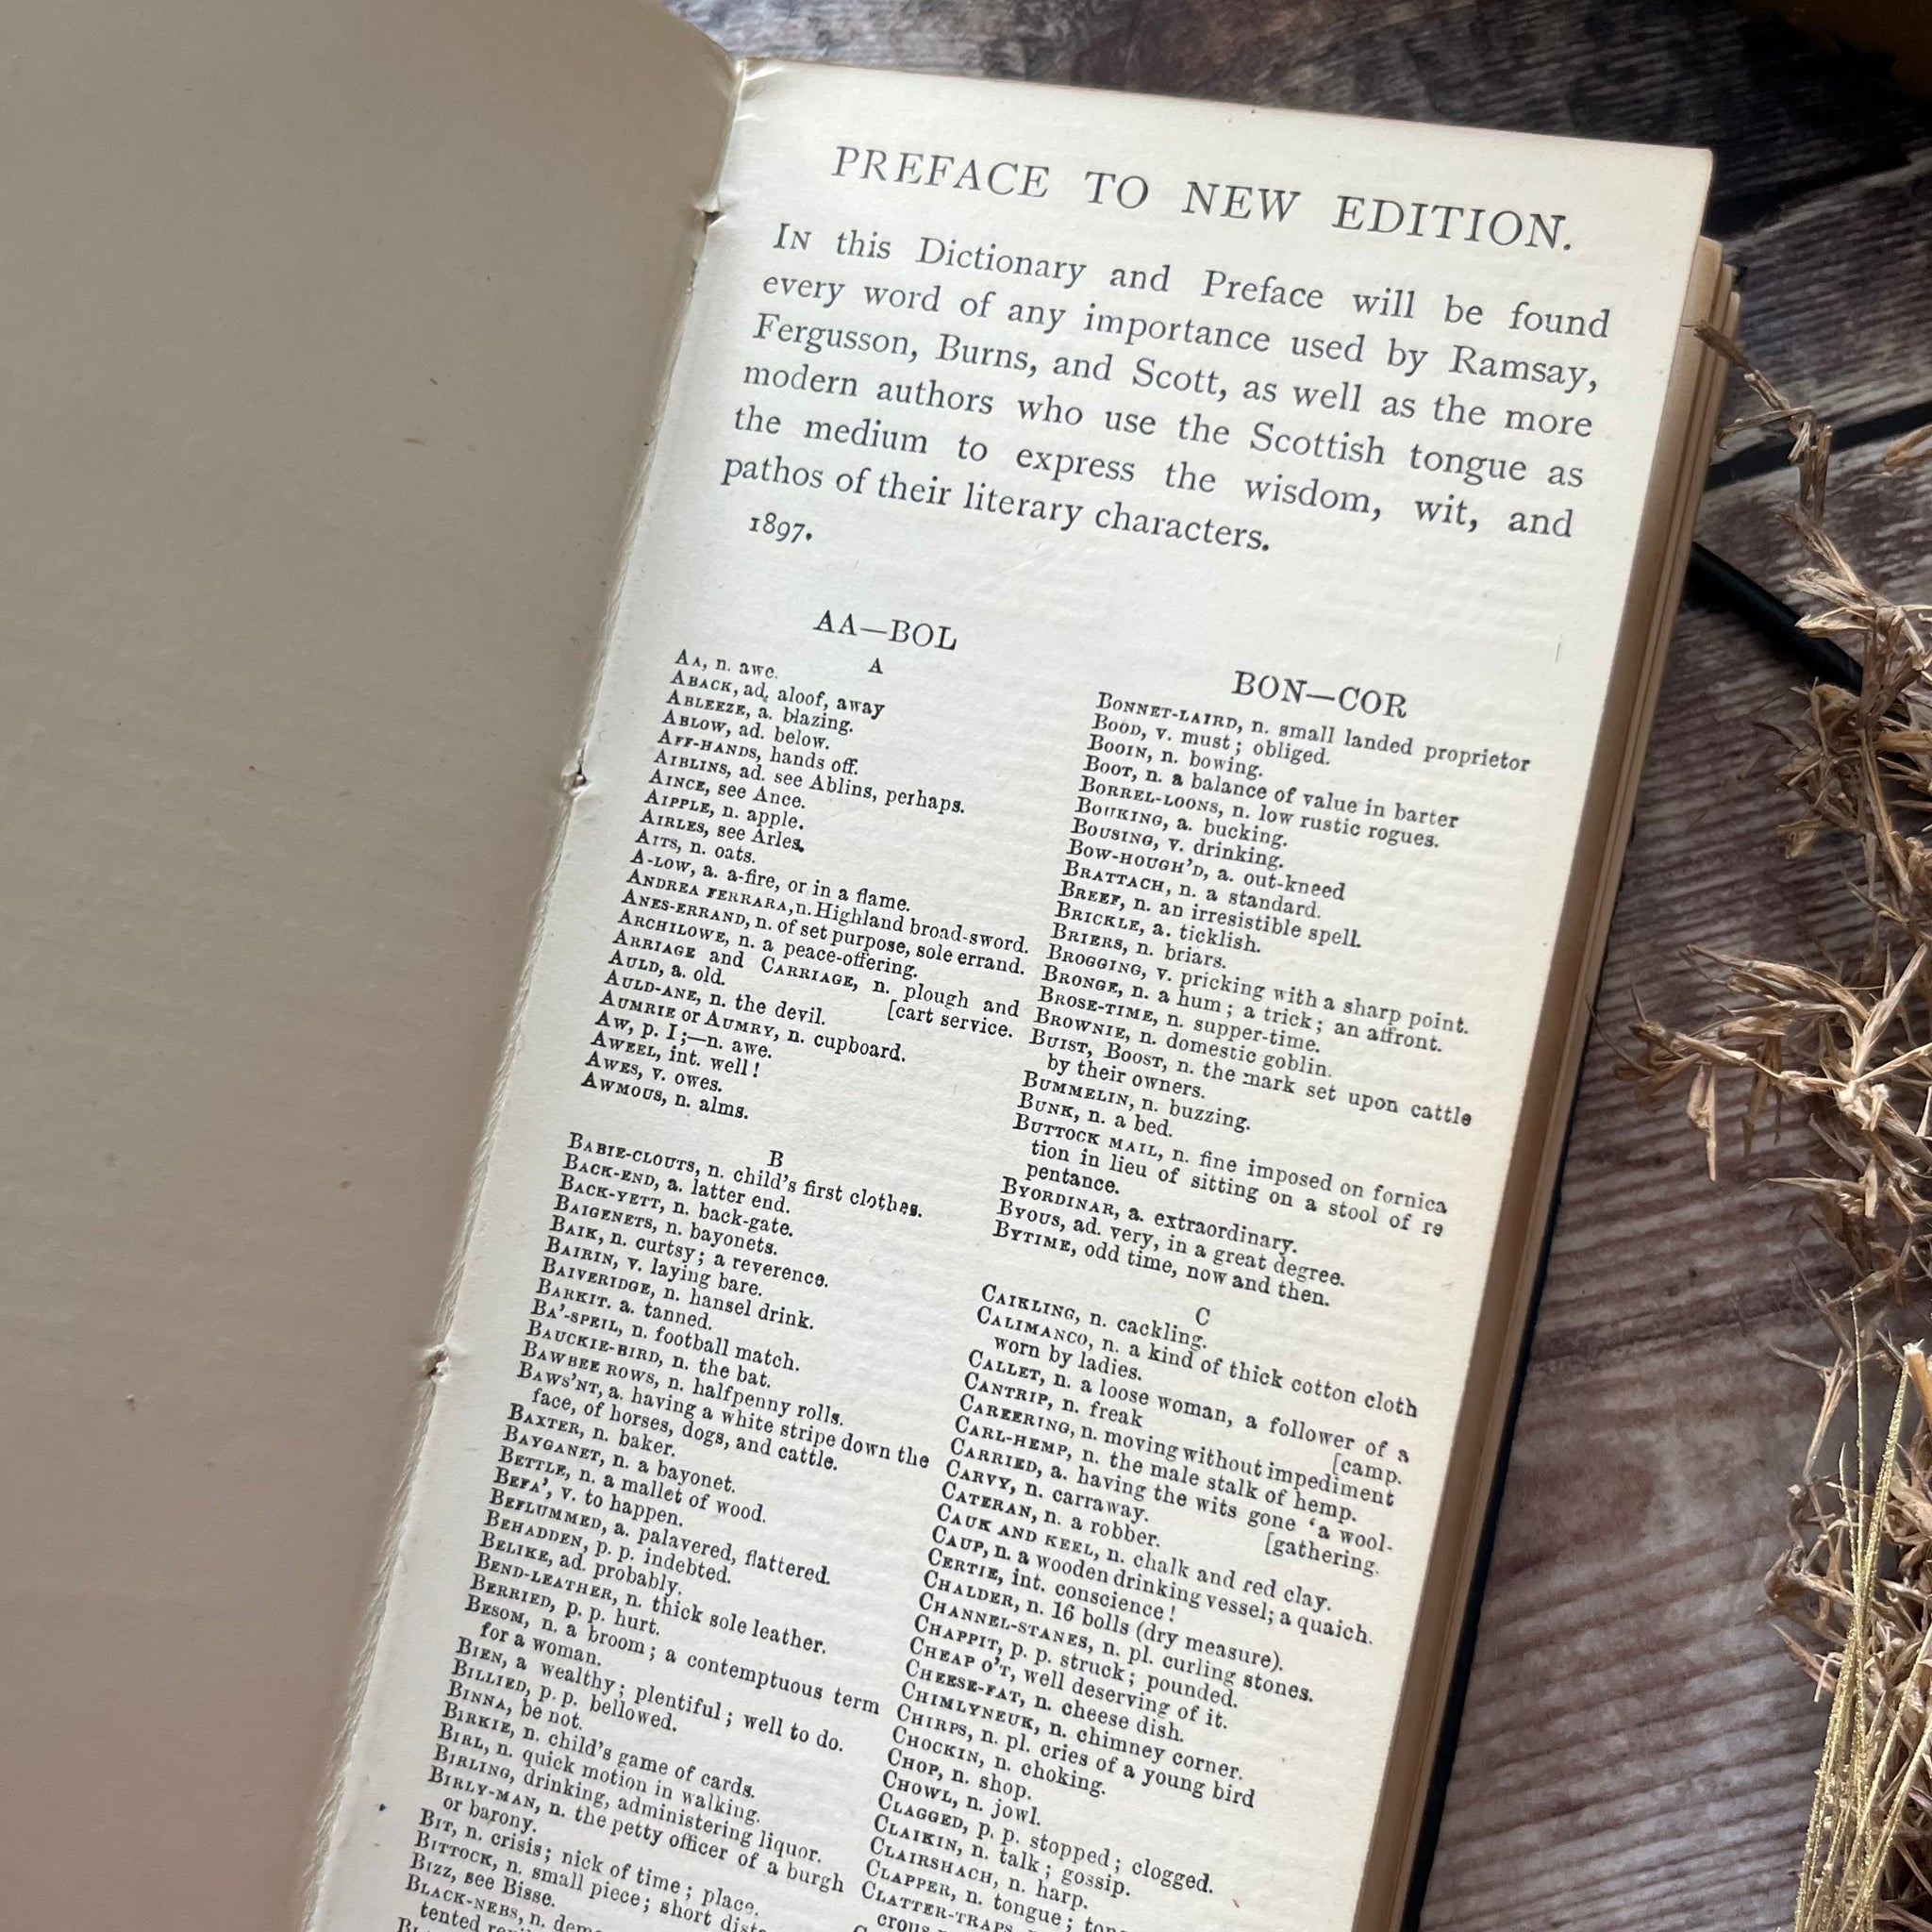 PREFACE TO NEW EDITION.
IN this Dictionary and Preface will be found
every word of any importance used by Ramsay,
Fergusson, Burns, and Scott, as well as the more
modern authors who use the Scottish tongue as
the medium to express the wisdom, wit, and
pathos of their literary characters.
1897.
AA—BOL
A
AA, n. awe.
ABACK, ad. aloof, away
ABLEEZE, a. blazing.
ABLOW, ad. below.
AFF-HANDS, hands off.
AIBLINS, ad. see Ablins, perhaps.
AINCE, see Ance.
AIPPLE, n. apple.
AIRLES, see Arles.
AITS, n. oats.
A-LOW, a. a-fire, or in a flame.
ANDREA FERRARA, n. Highland broad-sword.
ANES-ERRAND, n. of set purpose, sole errand.
ARCHILOWE, n. a peace-offering.
ARRIAGE and CARRIAGE, n. plough and
AULD, a. old. [cart service.
AULD-ANE, n. the devil.
AUMRIE or AUMRY, n. cupboard.
AW, p. I;—n. awe.
AWEEL, int. well!
AWES, v. owes.
AWMOUS, n. alms.
B
BABIE-CLOUTS, n. child's first clothes.
BACK-END, a. latter end.
BACK-YETT, n. back-gate.
BAIGENETS, n. bayonets.
BAIK, n. curtsy; a reverence.
BAIRIN, v. laying bare.
BAIVERIDGE, n. hansel drink.
BARKIT. a. tanned.
BA'-SPEIL, n. football match.
BAUCKIE-BIRD, n. the bat.
BAWBEE ROWS, n. halfpenny rolls.
BAWS'NT, a. having a white stripe down the
face, of horses, dogs, and cattle.
BAXTER, n. baker.
BAYGANET, n. a bayonet.
BETTLE, n. a mallet of wood.
BEFA', v. to happen.
BEFLUMMED, a. palavered, flattered.
BEHADDEN, p. p. indebted.
BELIKE, ad. probably.
BEND-LEATHER, n. thick sole leather.
BERRIED, p. p. hurt.
BESOM, n. a broom; a contemptuous term
for a woman.
BIEN, a wealthy; plentiful; well to do.
BILLIED, p. p. bellowed.
BINNA, be not.
BIRKIE, n. child's game of cards.
BIRL, n. quick motion in walking.
BIRLING, drinking, administering liquor.
BIRLY-MAN, n. the petty officer of a burgh
or barony.
BIT, n. crisis; nick of time; place.
BITTOCK, n. small piece; short
BIZZ, see Bisse.
BLACK-NEBS, n.
tented
BON—COR
BONNET-LAIRD, n. small landed proprietor
BOOD, v. must; obliged.
BOOIN, n. bowing.
BOOT, n. a balance of value in barter
BORREL-LOONS, n. low rustic rogues.
BOUKING, a. bucking.
BOUSING, v. drinking.
BOW-HOUGH'D, a. out-kneed
BRATTACH, n. a standard.
BREEF, n. an irresistible spell.
BRICKLE, a. ticklish.
BRIERS, n. briars.
BROGGING, v. pricking with a sharp point.
BRONGE, n. a hum; a trick; an affront.
BROSE-TIME, n. supper-time.
BROWNIE, n. domestic goblin.
BUIST, BOOST, n. the mark set upon cattle
by their owners.
BUMMELIN, n. buzzing.
BUNK, n. a bed.
BUTTOCK MAIL, n. fine imposed on fornica
tion in lieu of sitting on a stool of re
pentance.
BYORDINAR, a. extraordinary.
BYOUS, ad. very, in a great degree.
BYTIME, odd time, now and then.
C
CAIKLING, n. cackling.
CALIMANCO, n. a kind of thick cotton cloth
worn by ladies.
CALLET, n. a loose woman, a follower of a
CANTRIP, n. freak [camp.
CAREERING, n. moving without impediment
CARL-HEMP, n. the male stalk of hemp.
CARRIED, a. having the wits gone 'a wool-
CARVY, n. carraway. [gathering.
CATERAN, n. a robber.
CAUK AND KEEL, n. chalk and red clay.
CAUP, n. a wooden drinking vessel; a quaich.
CERTIE, int. conscience!
CHALDER, n. 16 bolls (dry measure).
CHANNEL-STANES, n. pl. curling stones.
CHAPPIT, p. p. struck; pounded.
CHEAP O'T, well deserving of it.
CHEESE-FAT, n. cheese dish.
CHIMLYNEUK, n. chimney corner.
CHIRPS, n. pl. cries of a young bird
CHOCKIN, n. choking.
CHOP, n. shop.
CHOWL, n. jowl.
CLAGGED, p. p. stopped; clogged.
CLAIKIN, n. talk; gossip.
CLAIRSHACH, n. harp.
CLAPPER, n. tongue;
CLATTER-TRAPS,
crous